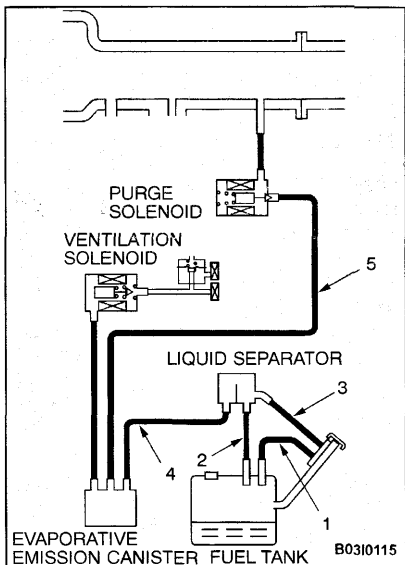 PURGE
SOLENOID
VENTILATION
SOLENOID
5
LIQUID SEPARATOR
3
4
2
1
EVAPORATIVE
EMISSION CANISTER
FUEL TANK
B03I0115